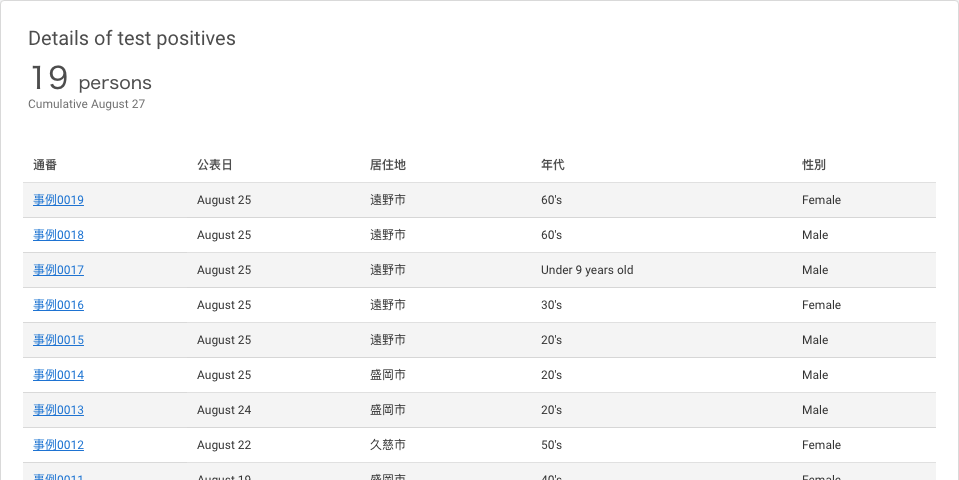 Details of test positives
19 persons
Cumulative August 27
通番 公表日 居住地 年代 性別
事例0019 August 25 遠野市 60's Female
事例0018 August 25 遠野市 60's Male
事例0017 August 25 遠野市 Under 9 years old Male
事例0016 August 25 遠野市 30's Female
事例0015 August 25 遠野市 20's Male
事例0014 August 25 盛岡市 20's Male
事例0013 August 24 盛岡市 20's Male
事例0012 August 22 久慈市 50's Female
事例0011 August 19 盛岡市 40's Female